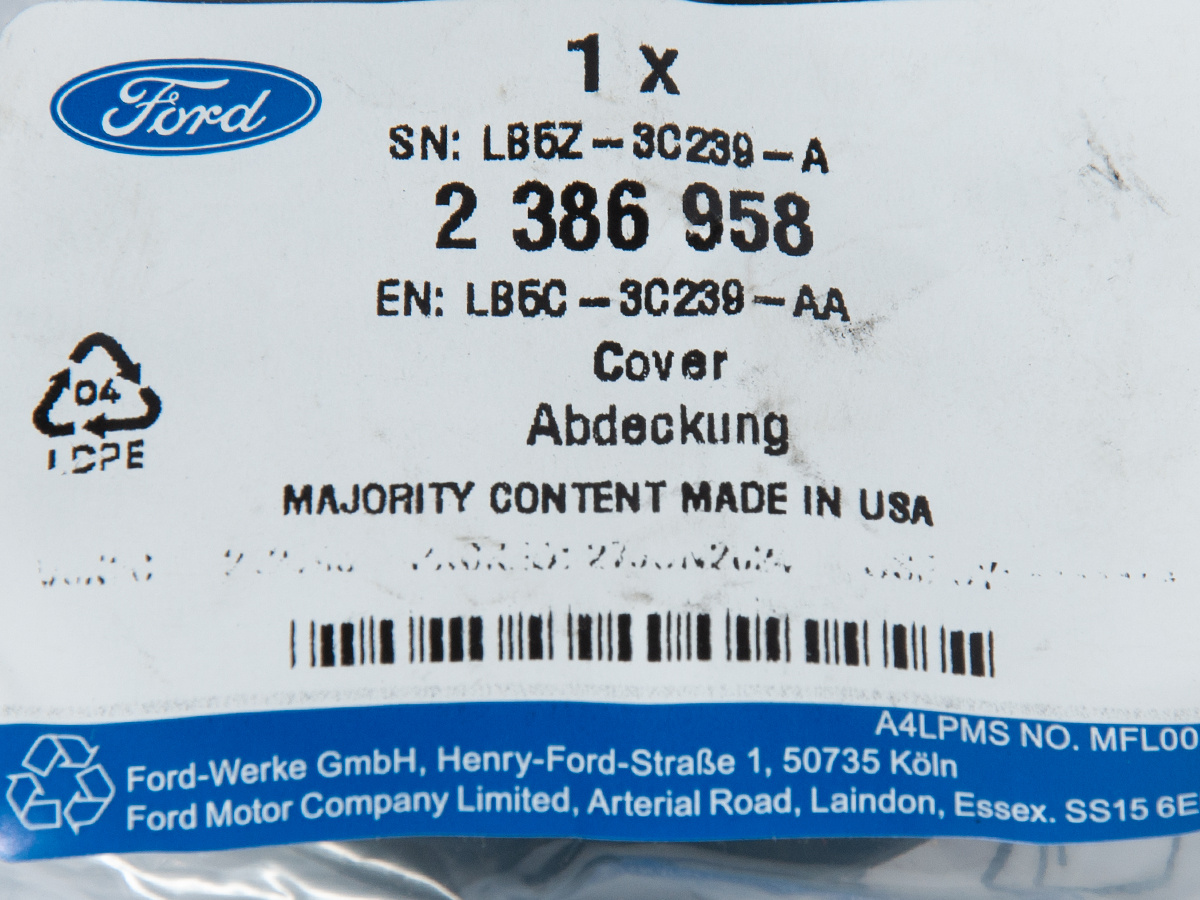 Ford
1 x
SN: LB5Z-3C239-A
2 386 958
EN: LB5C-3C239-AA
Cover
Abdeckung
04
LDPE
MAJORITY CONTENT MADE IN USA
A4LPMS NO. MFL00
Ford-Werke GmbH, Henry-Ford-Straße 1, 50735 Köln
Ford Motor Company Limited, Arterial Road, Laindon, Essex. SS15 6E